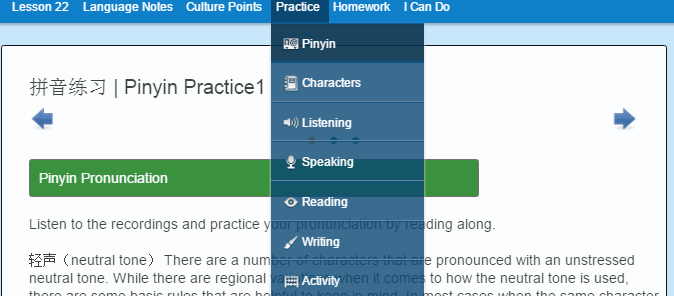 Lesson 22 Language Notes Culture Points Practice Homework I Can Do
Pinyin
Characters
Listening
Speaking
Reading
Writing
Activity
拼音练习 | Pinyin Practice1
Pinyin Pronunciation
Listen to the recordings and practice your pronunciation by reading along.
轻声（neutral tone） There are a number of characters that are pronounced with an unstressed
neutral tone. While there are regional when it comes to how the neutral tone is used,
there are some basic rules that are helpful to keep in mind. In most cases when the same character